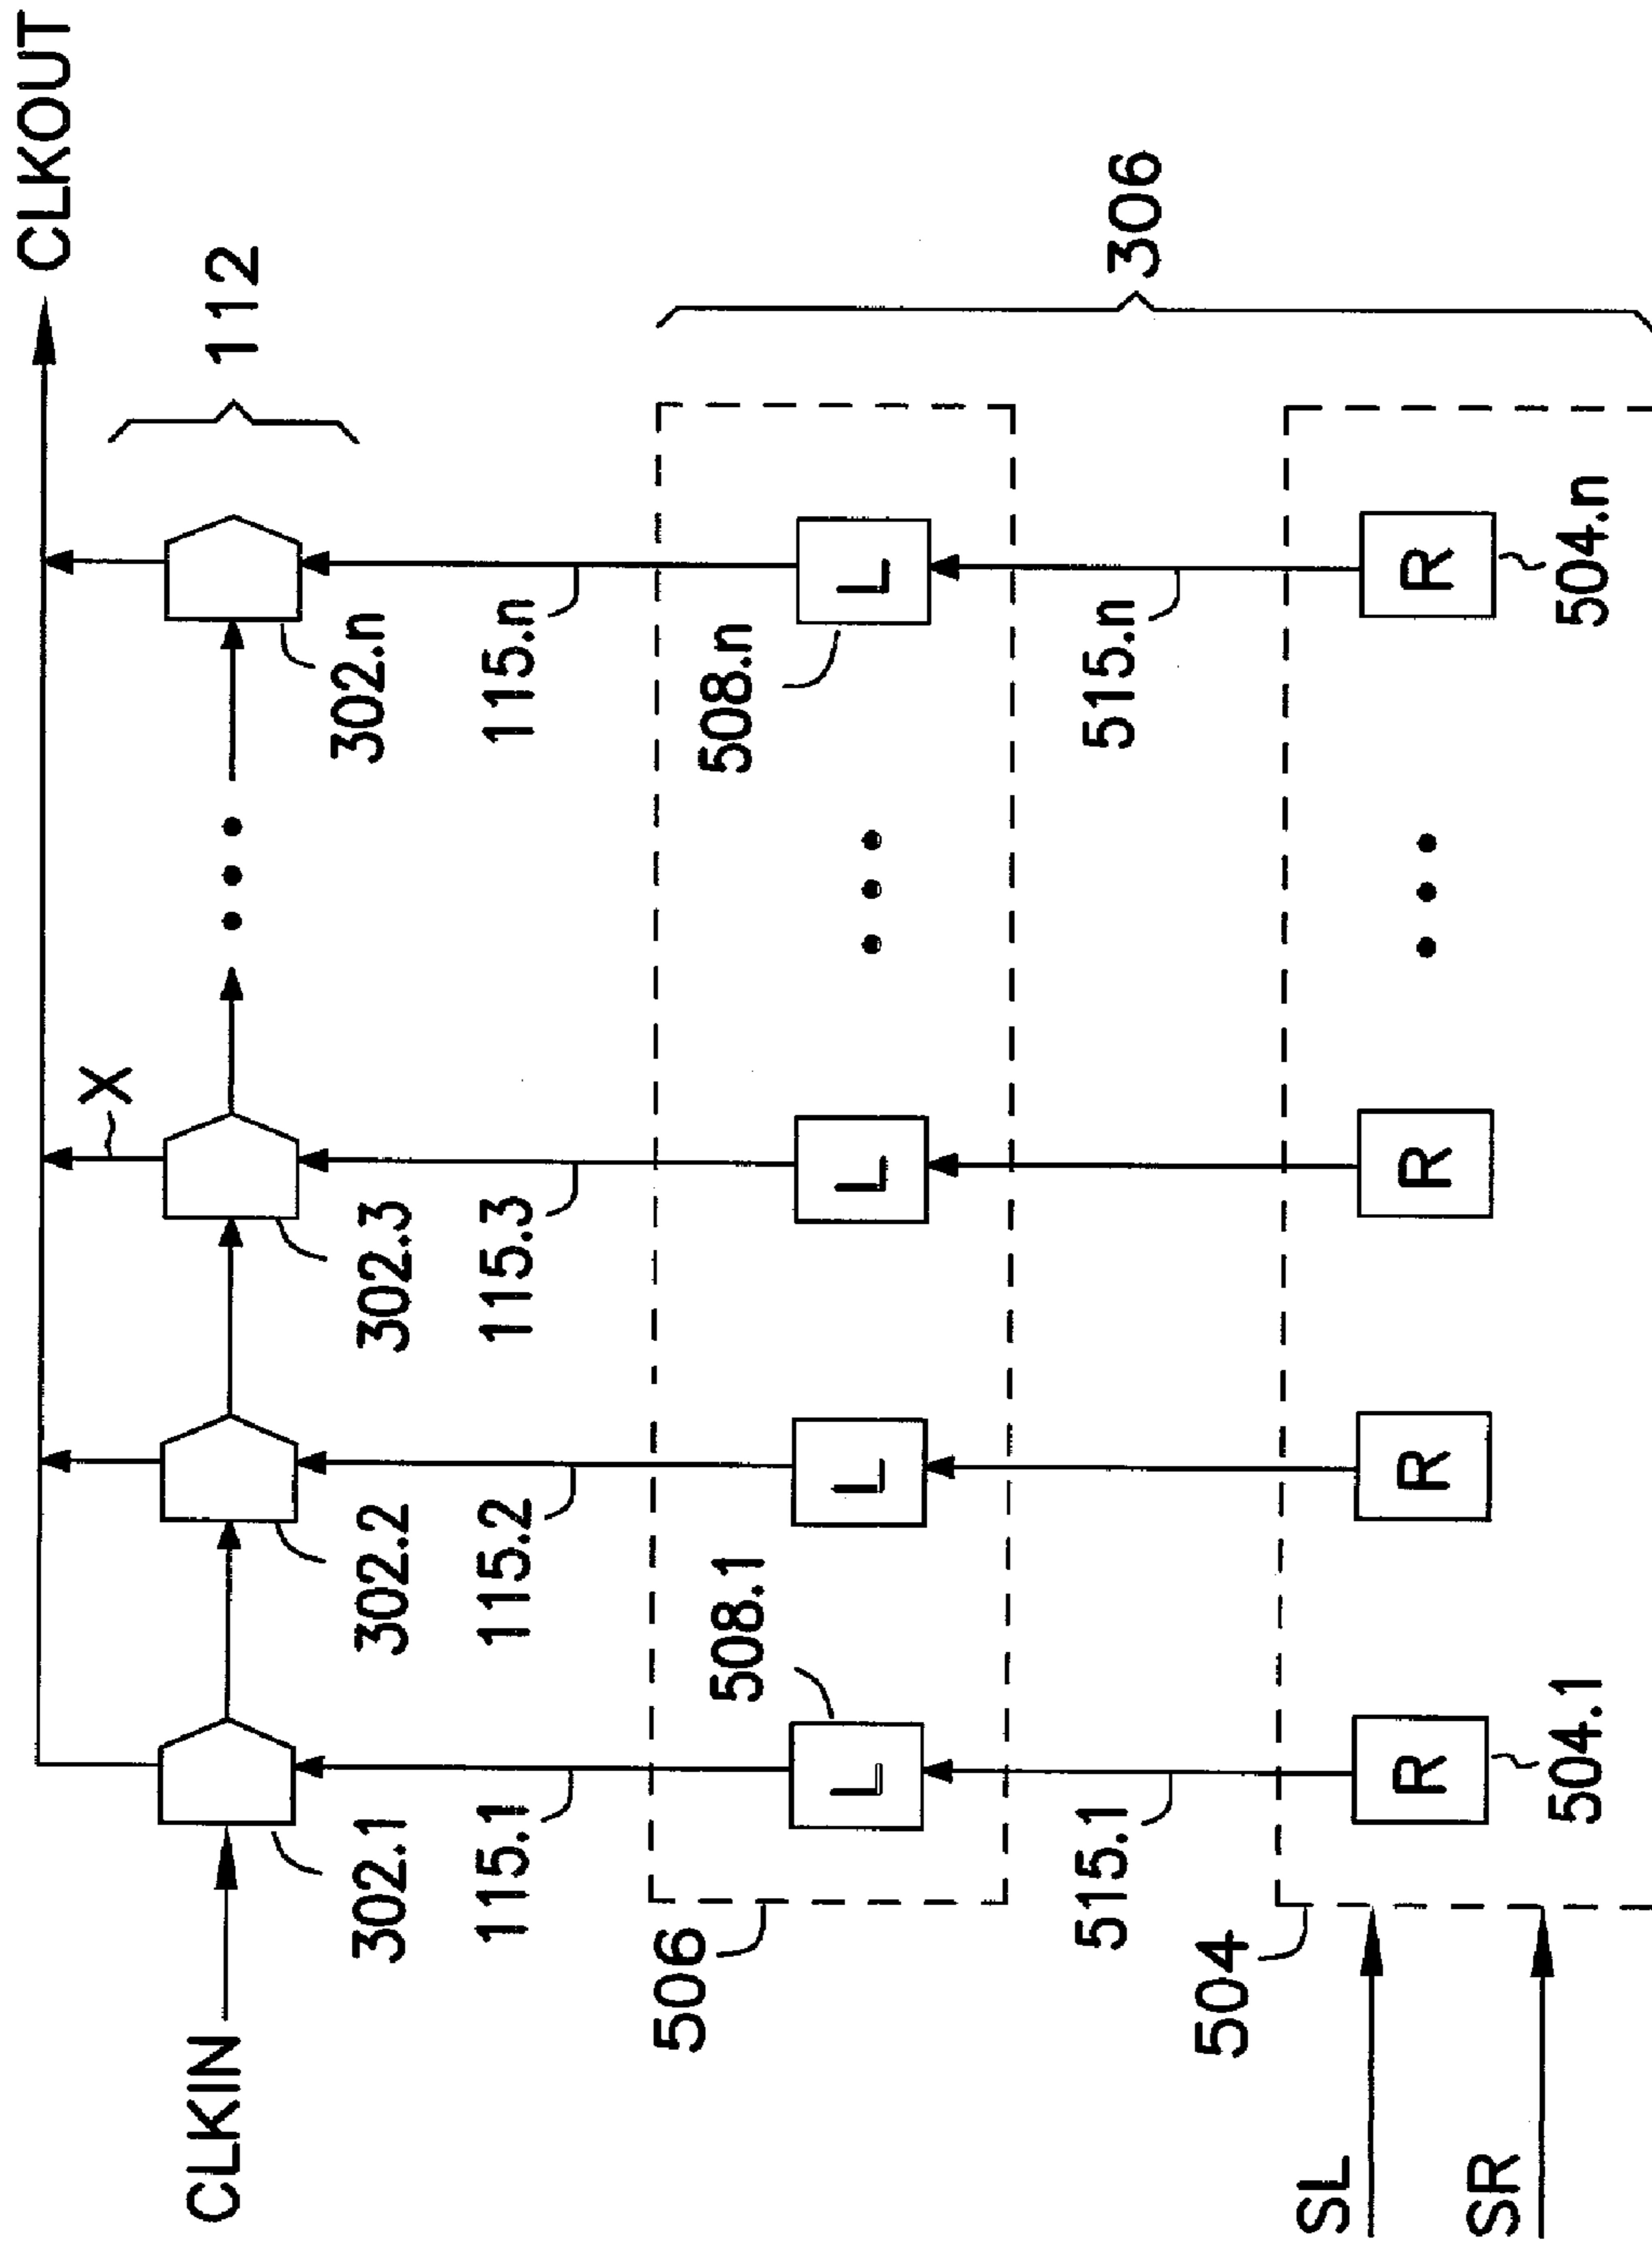 CLKOUT
112
X
CLKIN
302.1
302.2
302.3
302.n
115.1
115.2
115.3
115.n
306
506
508.1
508.n
L
L
L
L
515.1
515.n
504
SL
SR
R
R
R
R
504.1
504.n